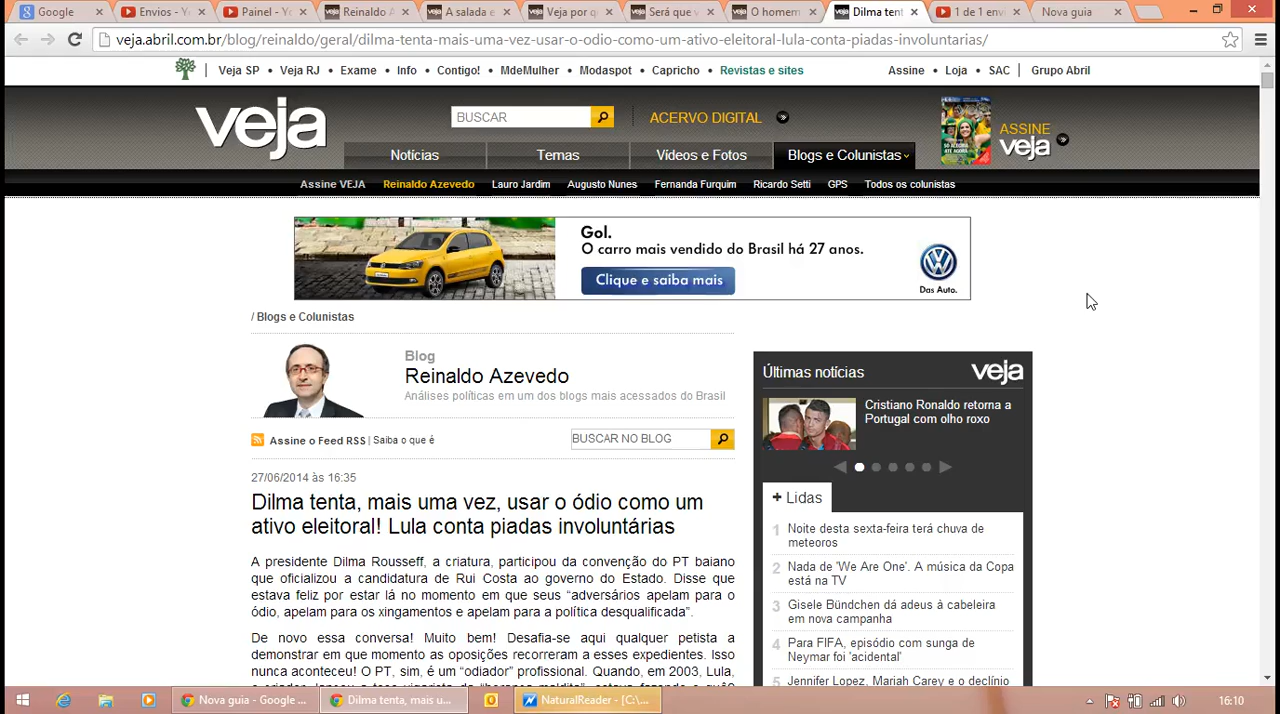 Google
Envios - Yo
Painel - You
Reinaldo A
A salada e
Veja por q
Será que v
O homem
Dilma tent
1 de 1 envi
Nova guia
veja.abril.com.br/blog/reinaldo/geral/dilma-tenta-mais-uma-vez-usar-o-odio-como-um-ativo-eleitoral-lula-conta-piadas-involuntarias/
Veja SP • Veja RJ • Exame • Info • Contigo! • MdeMulher • Modaspot • Capricho • Revistas e sites
Assine • Loja • SAC | Grupo Abril
veja
BUSCAR
ACERVO DIGITAL
ASSINE
veja
Notícias
Temas
Vídeos e Fotos
Blogs e Colunistas
Assine VEJA
Reinaldo Azevedo
Lauro Jardim
Augusto Nunes
Fernanda Furquim
Ricardo Setti
GPS
Todos os colunistas
Gol.
O carro mais vendido do Brasil há 27 anos.
Clique e saiba mais
Das Auto.
/ Blogs e Colunistas
Blog
Reinaldo Azevedo
Análises políticas em um dos blogs mais acessados do Brasil
Assine o Feed RSS | Saiba o que é
BUSCAR NO BLOG
27/06/2014 às 16:35
Dilma tenta, mais uma vez, usar o ódio como um
ativo eleitoral! Lula conta piadas involuntárias
A presidente Dilma Rousseff, a criatura, participou da convenção do PT baiano
que oficializou a candidatura de Rui Costa ao governo do Estado. Disse que
estava feliz por estar lá no momento em que seus “adversários apelam para o
ódio, apelam para os xingamentos e apelam para a política desqualificada”.
De novo essa conversa! Muito bem! Desafia-se aqui qualquer petista a
demonstrar em que momento as oposições recorreram a esses expedientes. Isso
nunca aconteceu! O PT, sim, é um “odiador” profissional. Quando, em 2003, Lula,
Últimas notícias
veja
Cristiano Ronaldo retorna a
Portugal com olho roxo
+ Lidas
1 Noite desta sexta-feira terá chuva de
meteoros
2 Nada de 'We Are One'. A música da Copa
está na TV
3 Gisele Bündchen dá adeus à cabeleira
em nova campanha
4 Para FIFA, episódio com sunga de
Neymar foi 'acidental'
5 Jennifer Lopez, Mariah Carey e o declínio
Nova guia - Google ...
Dilma tenta, mais u...
NaturalReader - [C:\...
16:10